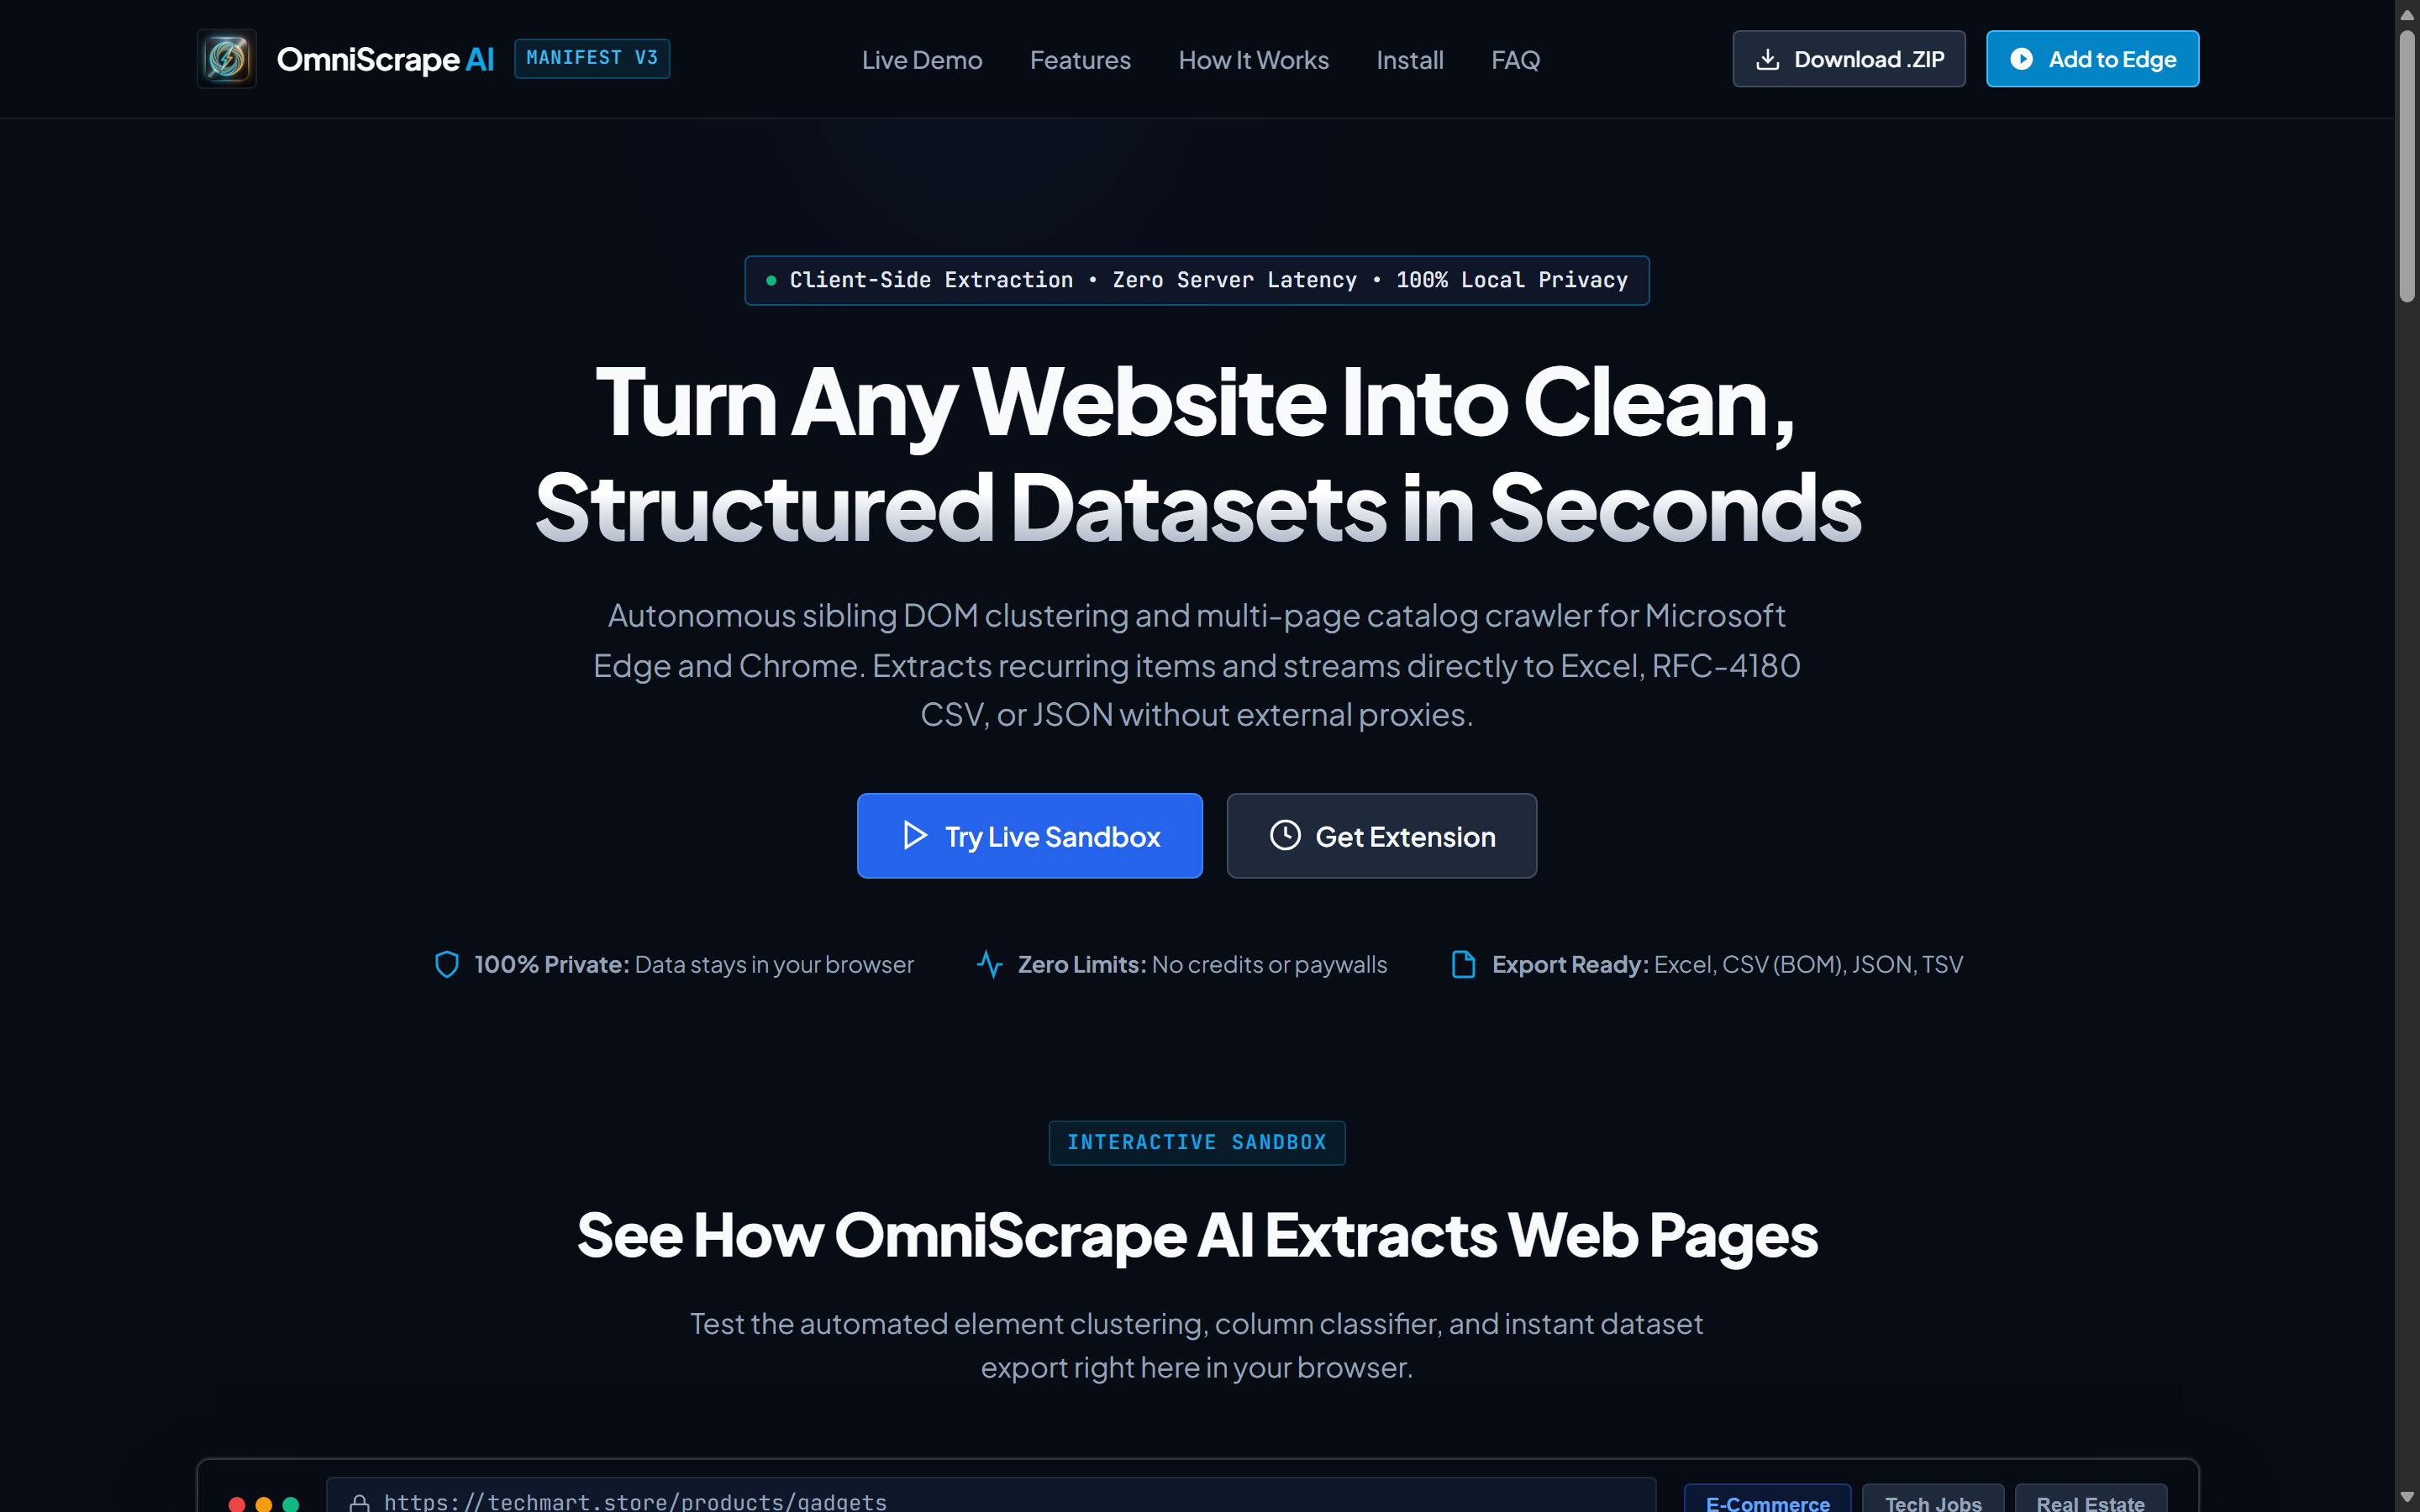 OmniScrape AI
MANIFEST V3
Live Demo
Features
How It Works
Install
FAQ
Download .ZIP
Add to Edge
Client-Side Extraction • Zero Server Latency • 100% Local Privacy
Turn Any Website Into Clean,
Structured Datasets in Seconds
Autonomous sibling DOM clustering and multi-page catalog crawler for Microsoft
Edge and Chrome. Extracts recurring items and streams directly to Excel, RFC-4180
CSV, or JSON without external proxies.
Try Live Sandbox
Get Extension
100% Private: Data stays in your browser
Zero Limits: No credits or paywalls
Export Ready: Excel, CSV (BOM), JSON, TSV
INTERACTIVE SANDBOX
See How OmniScrape AI Extracts Web Pages
Test the automated element clustering, column classifier, and instant dataset
export right here in your browser.
https://techmart.store/products/gadgets
E-Commerce
Tech Jobs
Real Estate